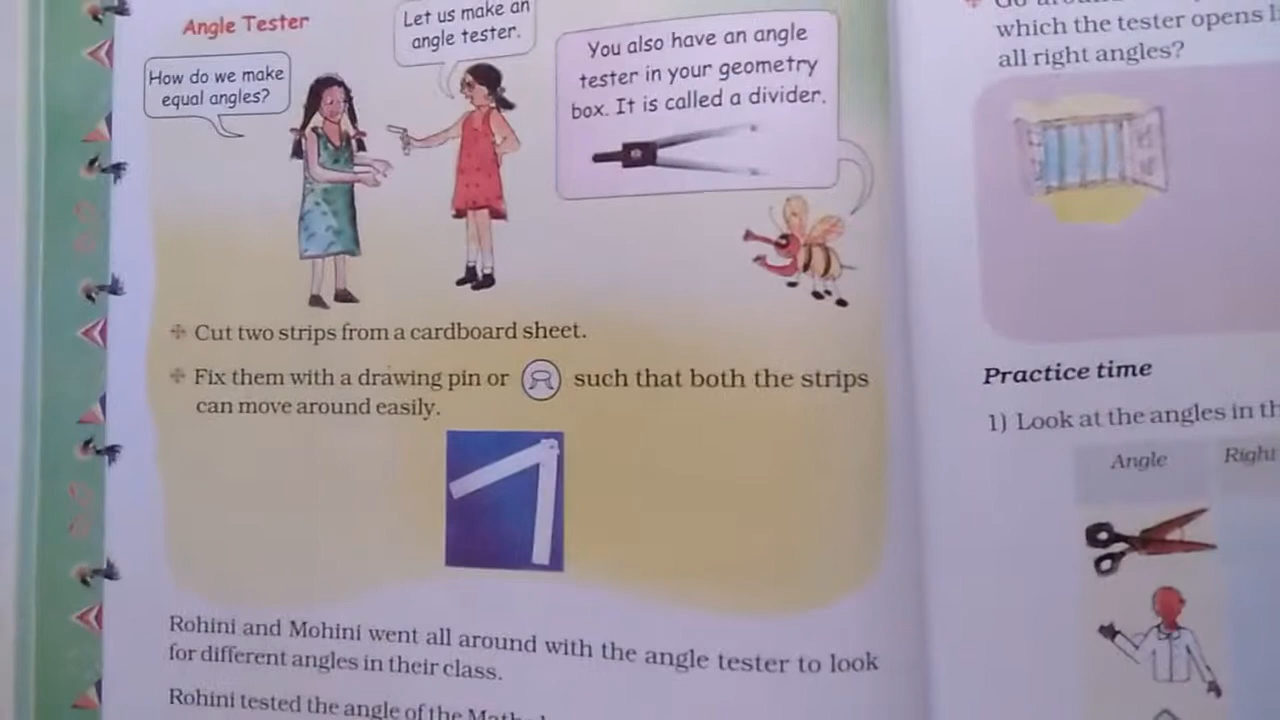 Angle Tester
How do we make
equal angles?
Let us make an
angle tester.
You also have an angle
tester in your geometry
box. It is called a divider.
Cut two strips from a cardboard sheet.
Fix them with a drawing pin or such that both the strips
can move around easily.
Rohini and Mohini went all around with the angle tester to look
for different angles in their class.
Rohini tested the angle of the
which the tester opens
all right angles?
Practice time
1) Look at the angles in
Angle Right